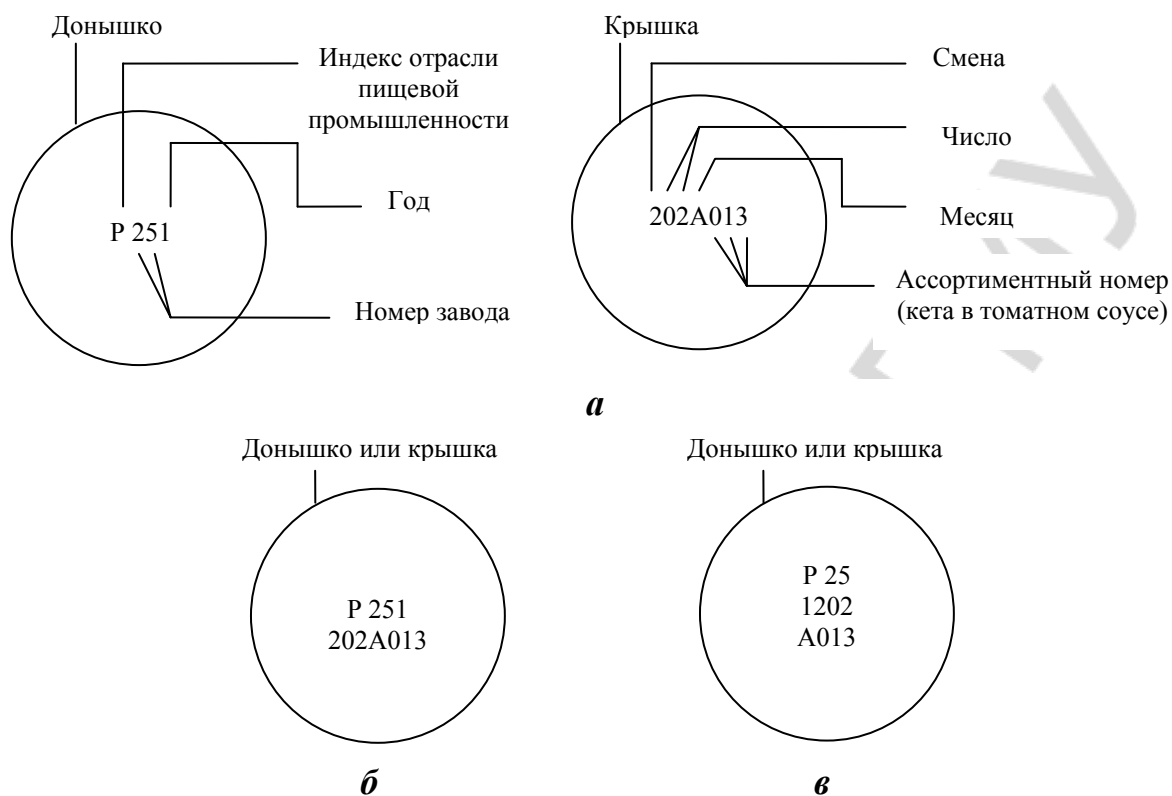 Донышко
Индекс отрасли
пищевой
промышленности
Год
Р 251
Номер завода
Крышка
Смена
Число
202А013
Месяц
Ассортиментный номер
(кета в томатном соусе)
а
Донышко или крышка
Р 251
202А013
б
Донышко или крышка
Р 25
1202
А013
в